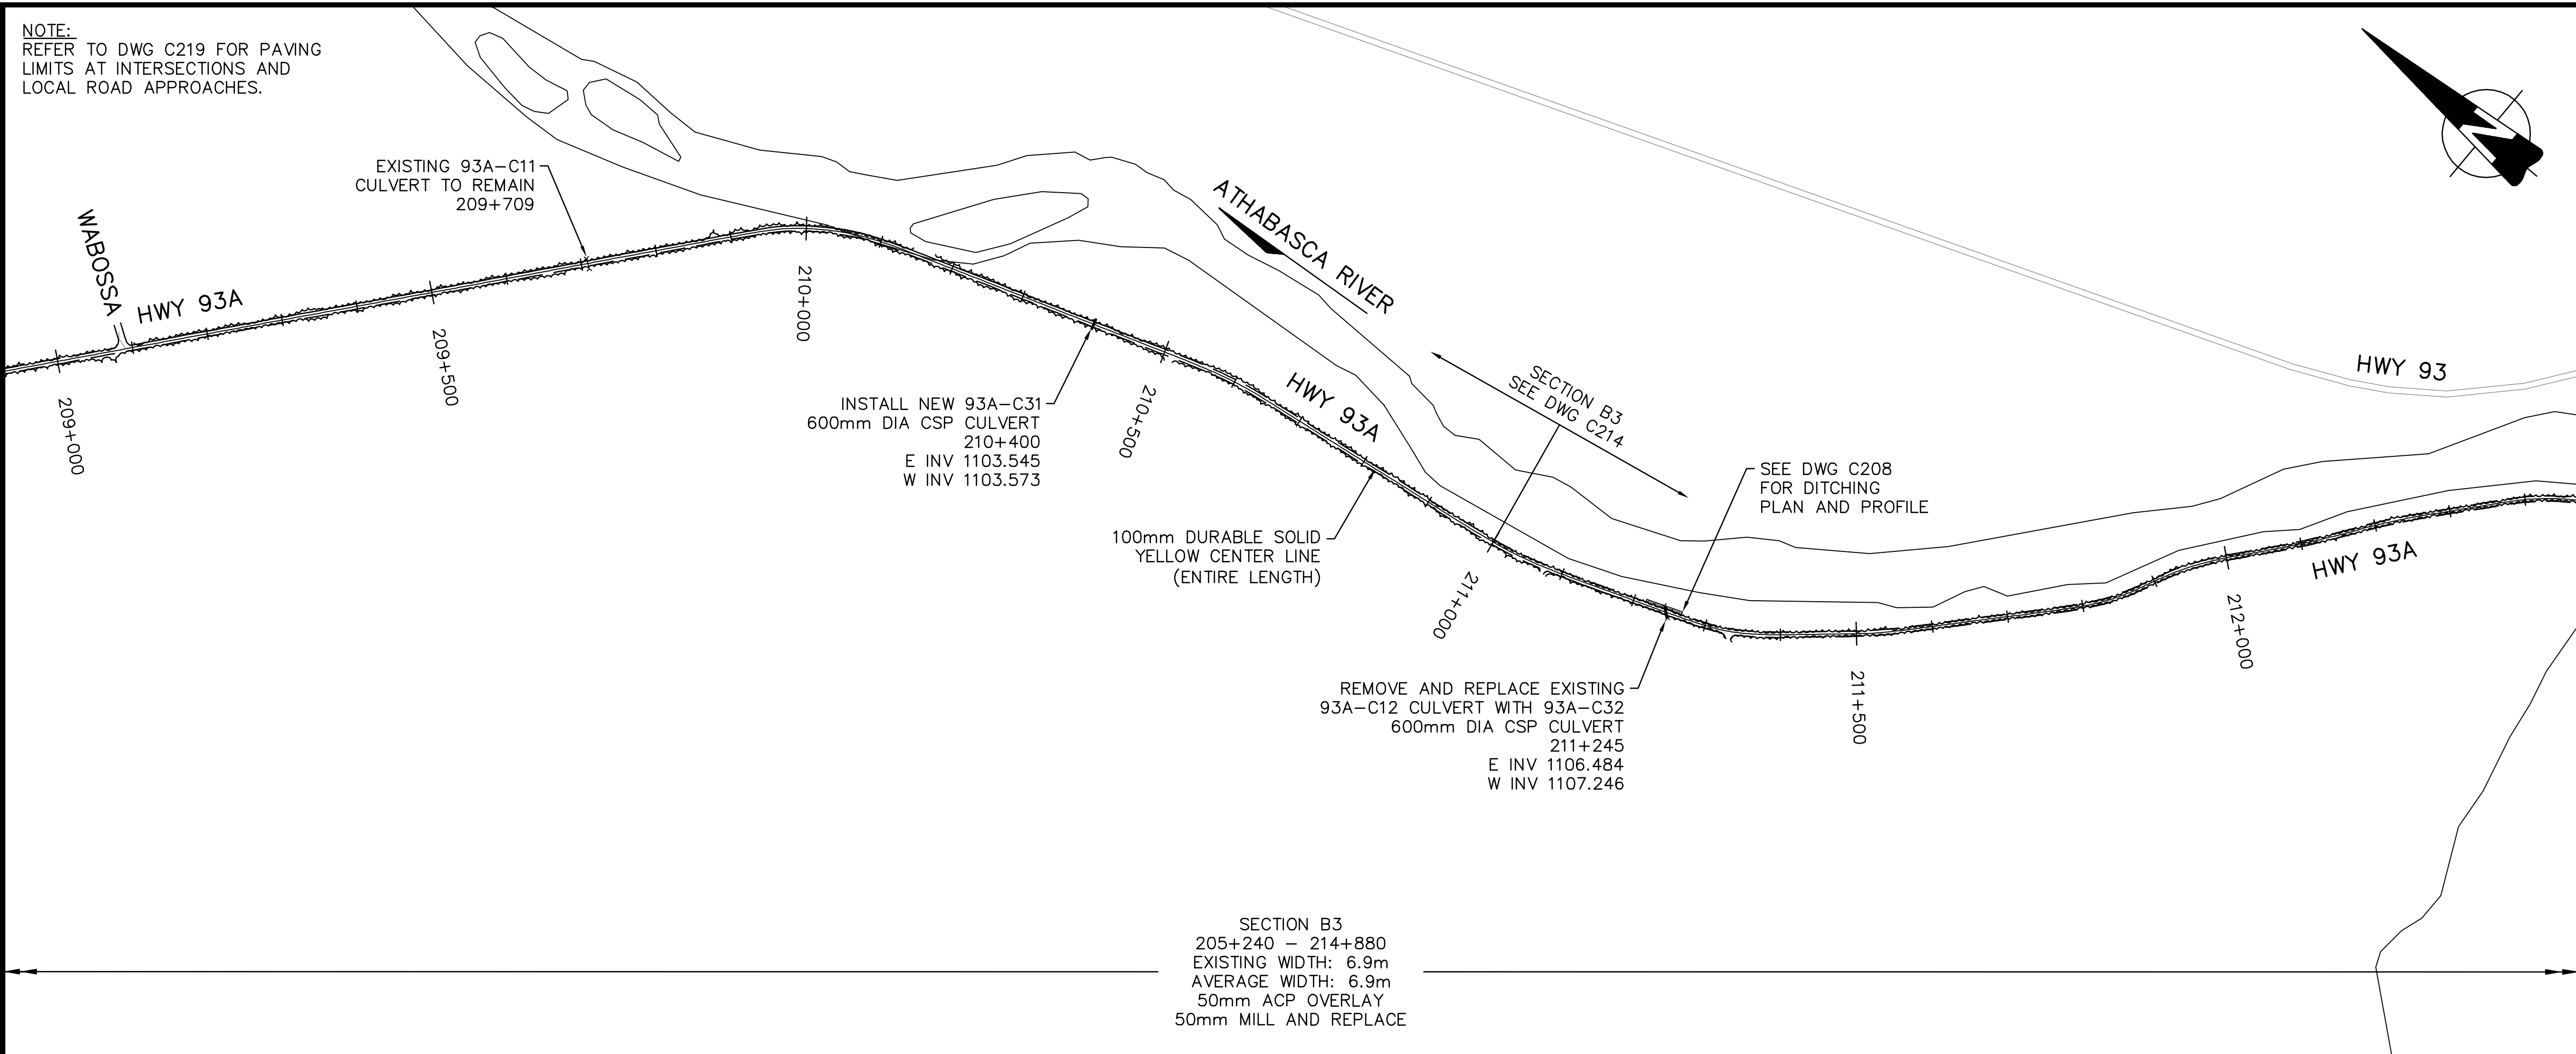 NOTE:
REFER TO DWG C219 FOR PAVING
LIMITS AT INTERSECTIONS AND
LOCAL ROAD APPROACHES.
N
EXISTING 93A-C11
CULVERT TO REMAIN
209+709
WABOSSA
HWY 93A
ATHABASCA RIVER
209+000
209+500
210+000
210+500
INSTALL NEW 93A-C31
600mm DIA CSP CULVERT
210+400
E INV 1103.545
W INV 1103.573
HWY 93A
SECTION B3
SEE DWG C214
HWY 93
SEE DWG C208
FOR DITCHING
PLAN AND PROFILE
100mm DURABLE SOLID
YELLOW CENTER LINE
(ENTIRE LENGTH)
211+000
HWY 93A
212+000
211+500
REMOVE AND REPLACE EXISTING
93A-C12 CULVERT WITH 93A-C32
600mm DIA CSP CULVERT
211+245
E INV 1106.484
W INV 1107.246
SECTION B3
205+240 - 214+880
EXISTING WIDTH: 6.9m
AVERAGE WIDTH: 6.9m
50mm ACP OVERLAY
50mm MILL AND REPLACE